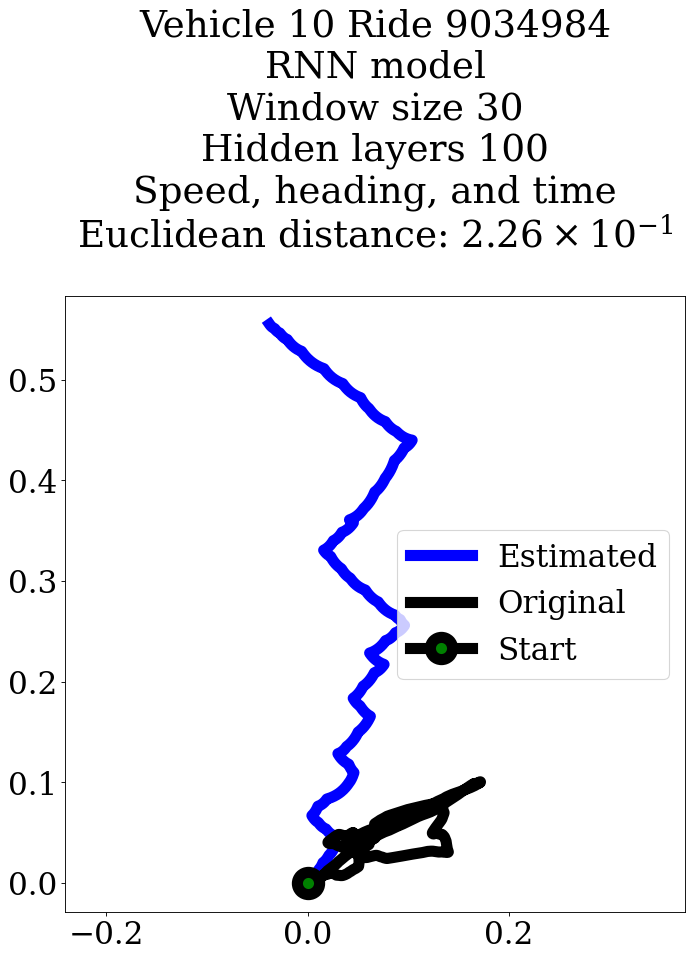 Vehicle 10 Ride 9034984
RNN model
Window size 30
Hidden layers 100
Speed, heading, and time
Euclidean distance: 2.26 × 10⁻¹
0.5
0.4
0.3
0.2
0.1
0.0
Estimated
Original
Start
−0.2 0.0 0.2